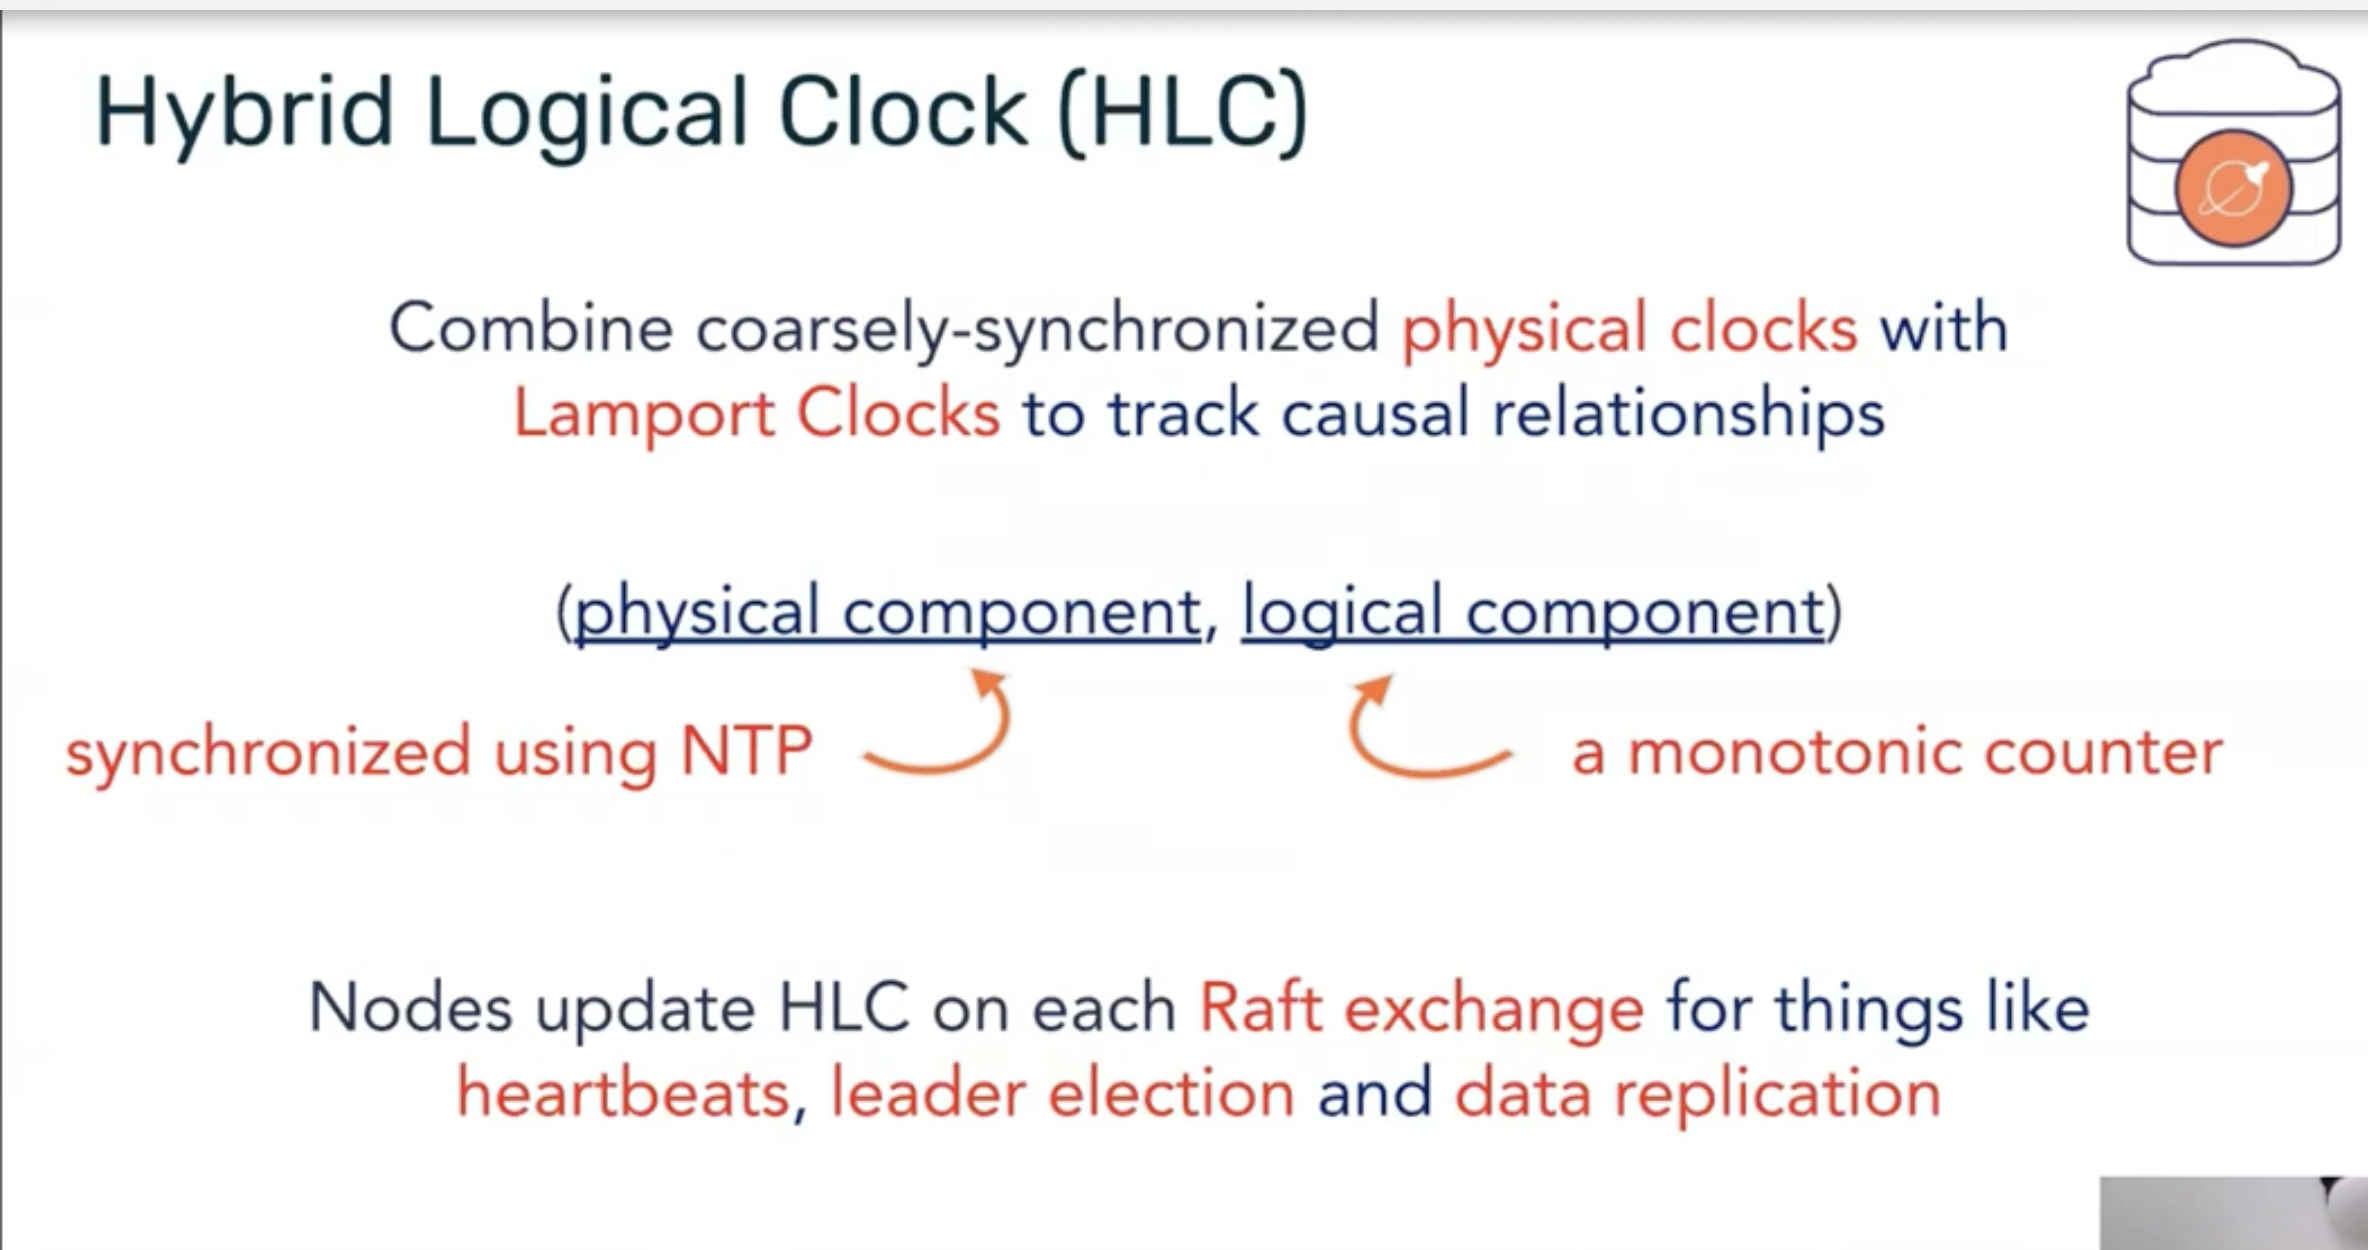 Hybrid Logical Clock (HLC)
Combine coarsely-synchronized physical clocks with
Lamport Clocks to track causal relationships
(physical component, logical component)
synchronized using NTP
a monotonic counter
Nodes update HLC on each Raft exchange for things like
heartbeats, leader election and data replication